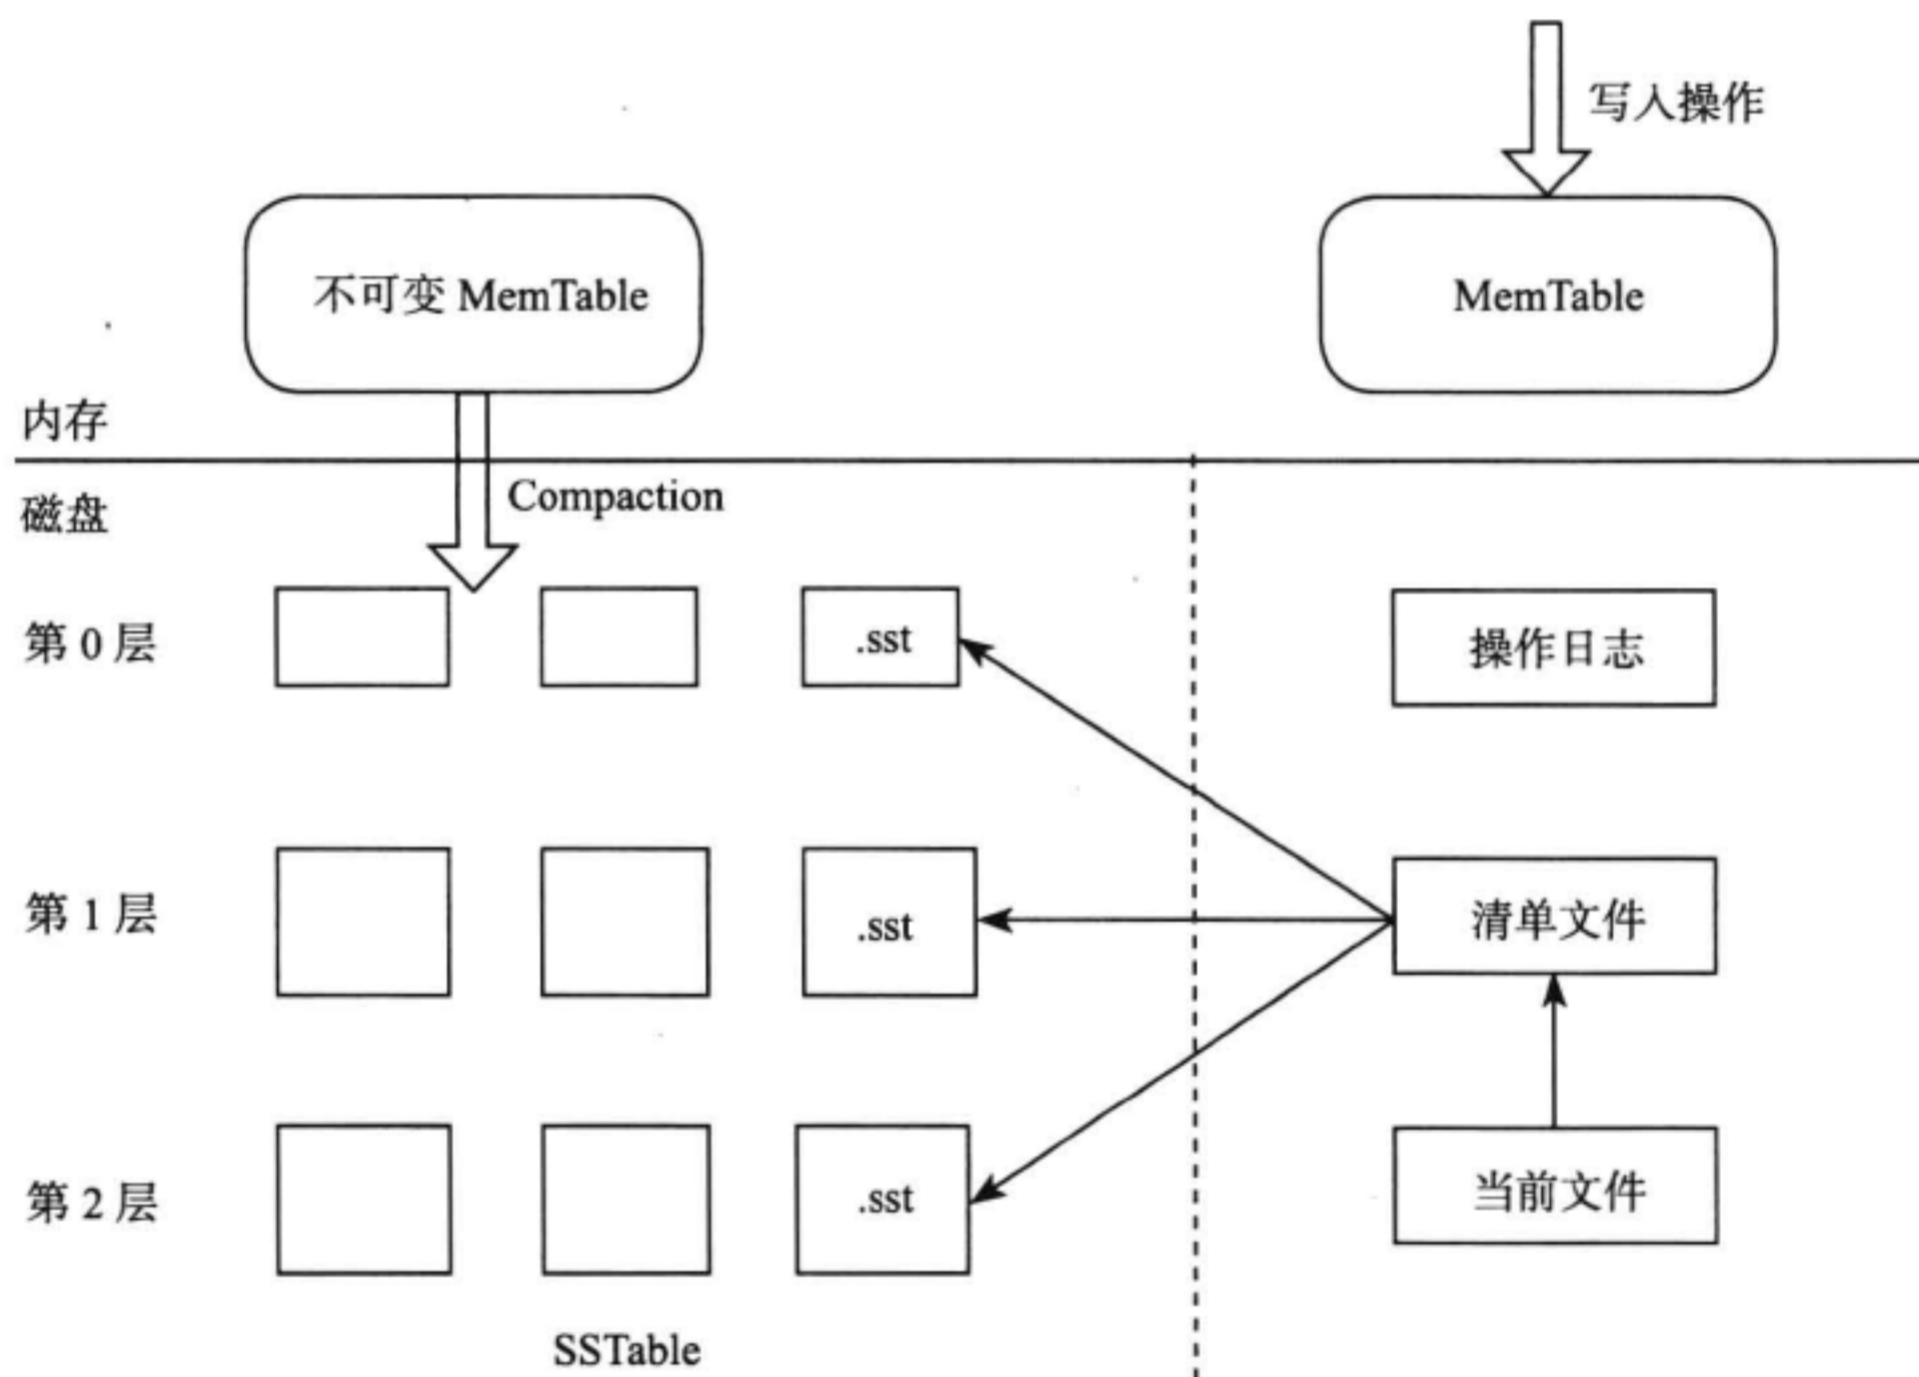 写入操作
不可变 MemTable
MemTable
内存
磁盘
Compaction
第 0 层
.sst
操作日志
第 1 层
.sst
清单文件
第 2 层
.sst
当前文件
SSTable